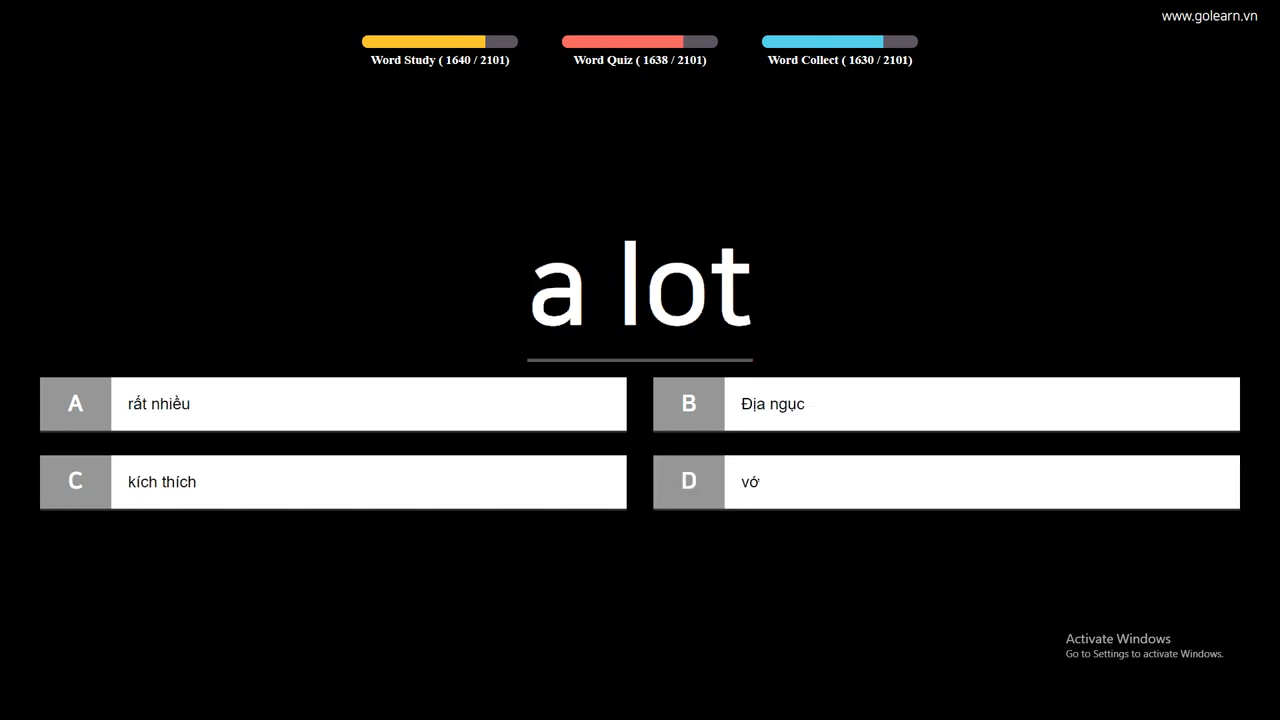 www.golearn.vn
Word Study ( 1640 / 2101)
Word Quiz ( 1638 / 2101)
Word Collect ( 1630 / 2101)
a lot
A rất nhiều
B Địa ngục
C kích thích
D vớ
Activate Windows
Go to Settings to activate Windows.